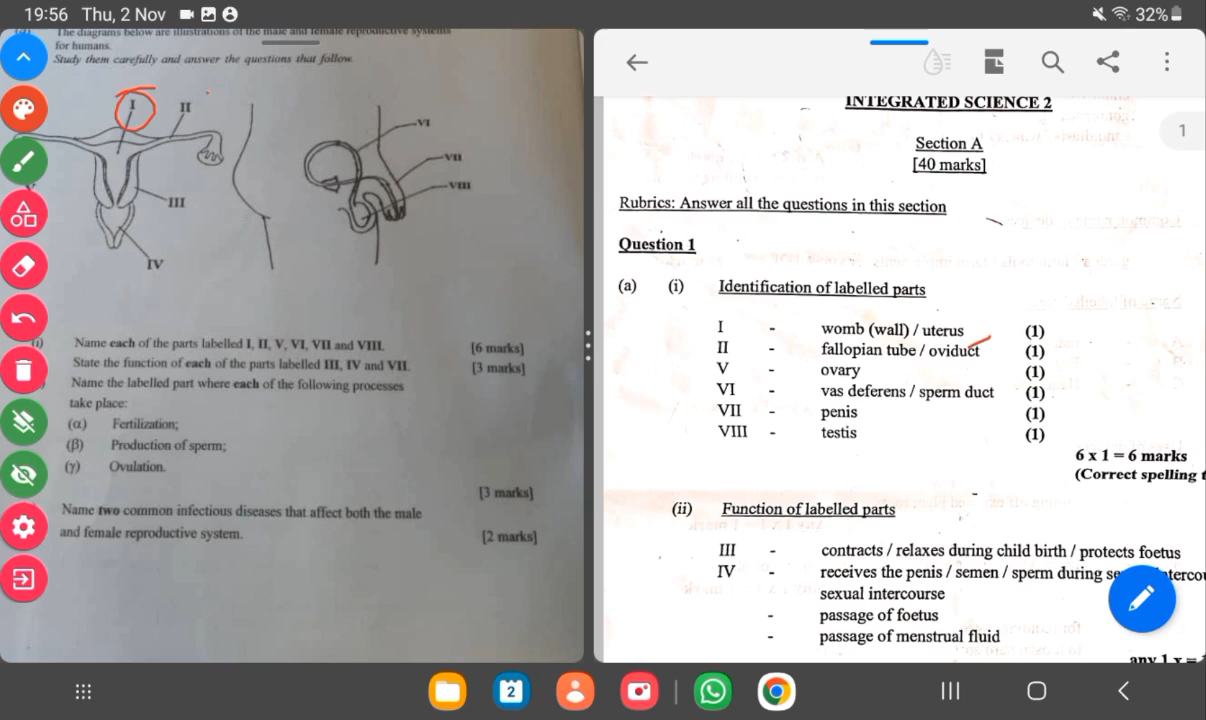 19:56 Thu, 2 Nov
32%
The diagrams below are illustrations of the male and female reproductive systems
for humans.
Study them carefully and answer the questions that follow.
I
II
III
IV
V
VI
VII
VIII
(i) Name each of the parts labelled I, II, V, VI, VII and VIII. [6 marks]
State the function of each of the parts labelled III, IV and VII. [3 marks]
Name the labelled part where each of the following processes
take place:
(α) Fertilization;
(β) Production of sperm;
(γ) Ovulation.
[3 marks]
Name two common infectious diseases that affect both the male
and female reproductive system. [2 marks]
INTEGRATED SCIENCE 2
1
Section A
[40 marks]
Rubrics: Answer all the questions in this section
Question 1
(a) (i) Identification of labelled parts
I - womb (wall) / uterus (1)
II - fallopian tube / oviduct (1)
V - ovary (1)
VI - vas deferens / sperm duct (1)
VII - penis (1)
VIII - testis (1)
6 x 1 = 6 marks
(Correct spelling
(ii) Function of labelled parts
III - contracts / relaxes during child birth / protects foetus
IV - receives the penis / semen / sperm during
sexual intercourse
- passage of foetus
- passage of menstrual fluid
any 1 x =
2